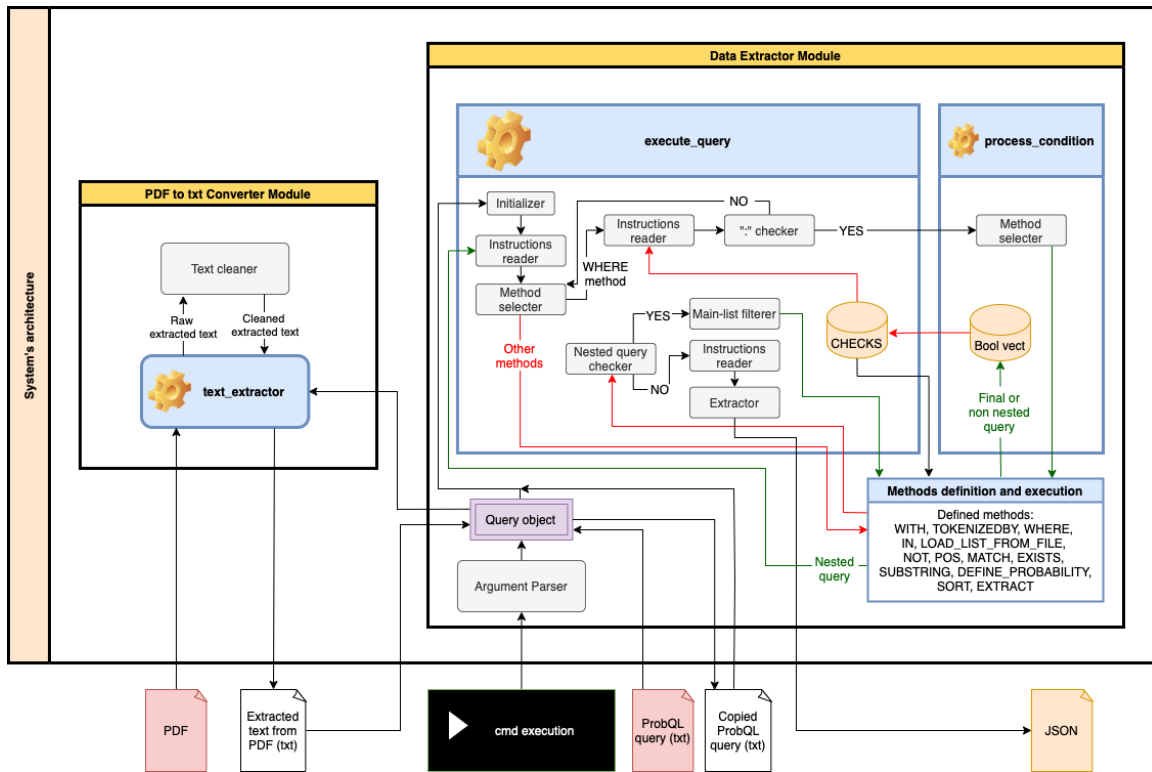 System's architecture
Data Extractor Module
execute_query
process_condition
PDF to txt Converter Module
Initializer
NO
Instructions
reader
":" checker
YES
Method
selector
Instructions
reader
WHERE
method
Text cleaner
Method
selector
Raw
extracted text
Cleaned
extracted text
YES
Main-list filterer
CHECKS
Bool vect
Other
methods
Nested query
checker
Instructions
reader
NO
text_extractor
Extractor
Final or
non nested
query
Methods definition and execution
Defined methods:
WITH, TOKENIZEDBY, WHERE,
IN, LOAD_LIST_FROM_FILE,
NOT, POS, MATCH, EXISTS,
SUBSTRING, DEFINE_PROBABILITY,
SORT, EXTRACT
Query object
Nested
query
Argument Parser
PDF
Extracted
text from
PDF (txt)
cmd execution
ProbQL
query (txt)
Copied
ProbQL
query (txt)
JSON